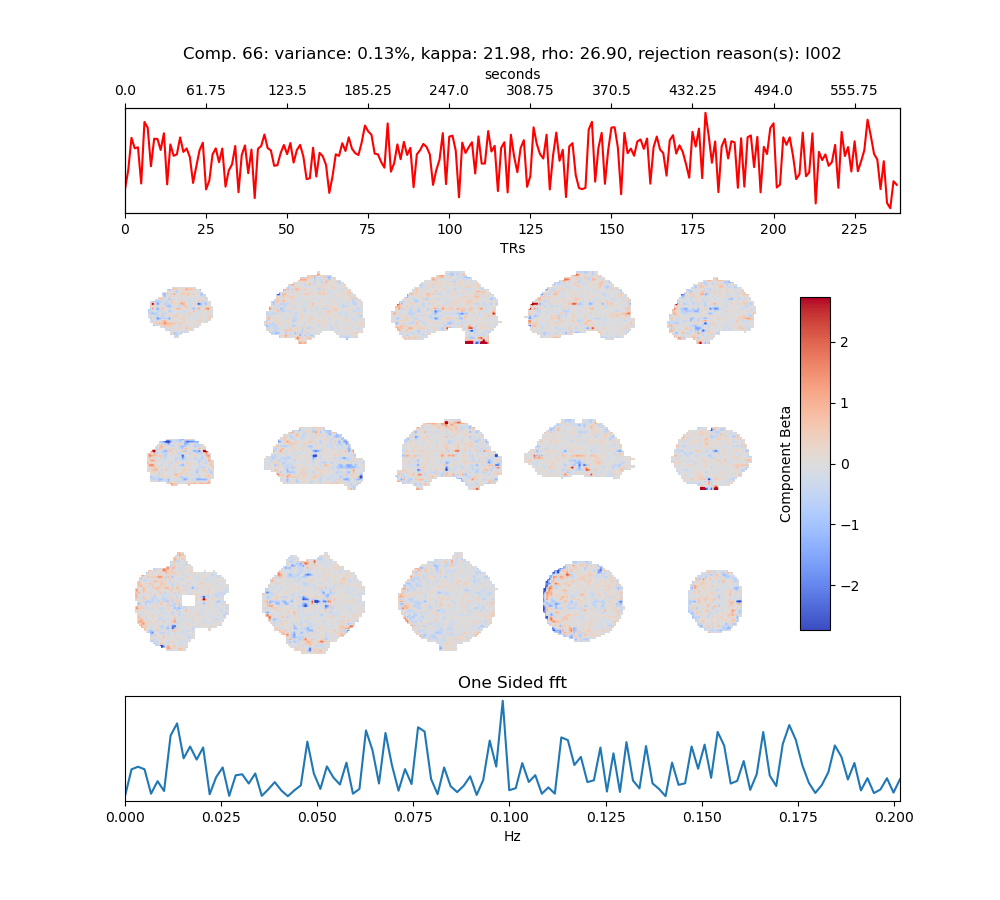 Comp. 66: variance: 0.13%, kappa: 21.98, rho: 26.90, rejection reason(s): I002
seconds
0.0 61.75 123.5 185.25 247.0 308.75 370.5 432.25 494.0 555.75
0 25 50 75 100 125 150 175 200 225
TRs
2
1
0
−1
−2
Component Beta
One Sided fft
0.000 0.025 0.050 0.075 0.100 0.125 0.150 0.175 0.200
Hz